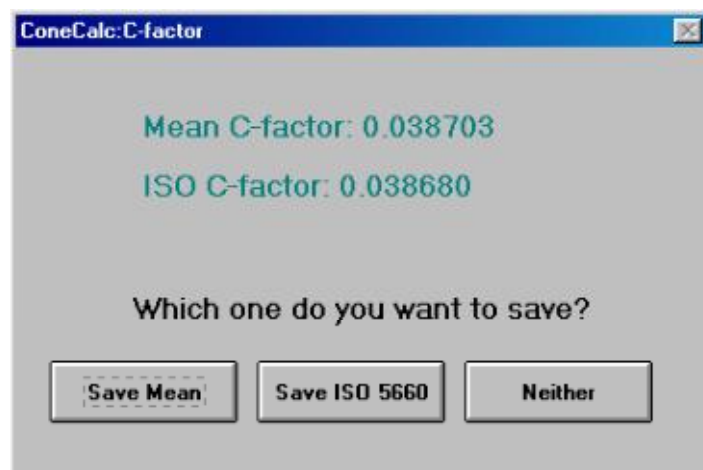 ConeCalc:C-factor
Mean C-factor: 0.038703
ISO C-factor: 0.038680
Which one do you want to save?
Save Mean
Save ISO 5660
Neither